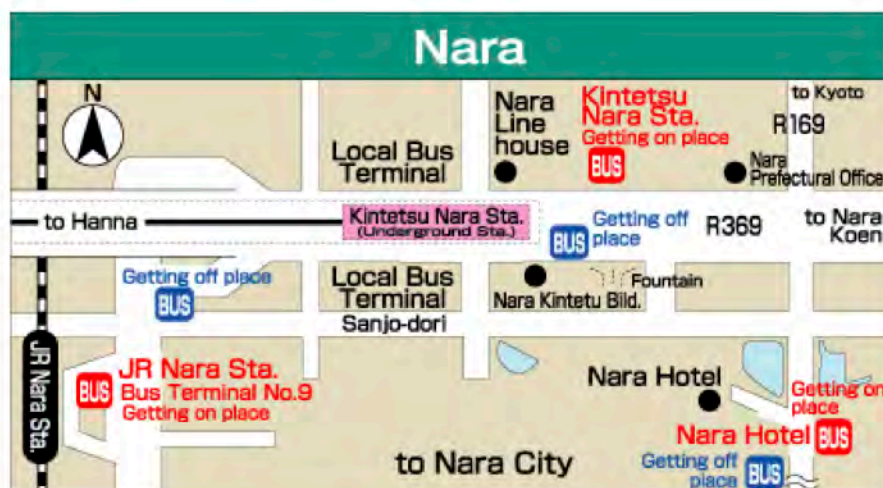 Nara
N
Local Bus
Terminal
Nara
Line
house
Kintetsu
Nara Sta.
Getting on place
BUS
to Kyoto
R169
Nara
Prefectural Office
to Hanna
Kintetsu Nara Sta.
(Underground Sta.)
BUS
Getting off
place
R369
to Nara
Koen
Getting off place
BUS
Local Bus
Terminal
Nara Kintetu Bild.
Fountain
Sanjo-dori
JR Nara Sta.
BUS
JR Nara Sta.
Bus Terminal No.9
Getting on place
Nara Hotel
Getting on
place
Nara Hotel
BUS
to Nara City
Getting off
place
BUS